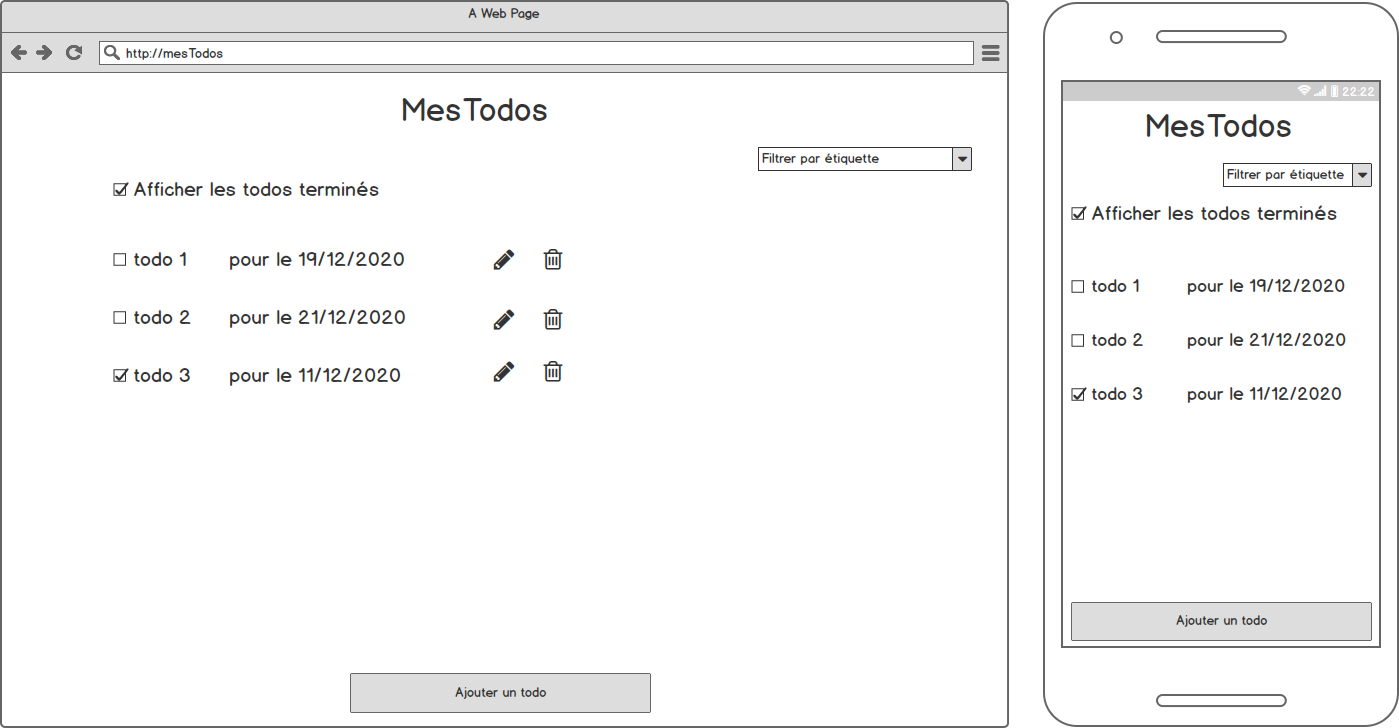 A Web Page
http://mesTodos
MesTodos
Filtrer par étiquette
Afficher les todos terminés
todo 1 pour le 19/12/2020
todo 2 pour le 21/12/2020
todo 3 pour le 11/12/2020
Ajouter un todo
22:22
MesTodos
Filtrer par étiquette
Afficher les todos terminés
todo 1 pour le 19/12/2020
todo 2 pour le 21/12/2020
todo 3 pour le 11/12/2020
Ajouter un todo